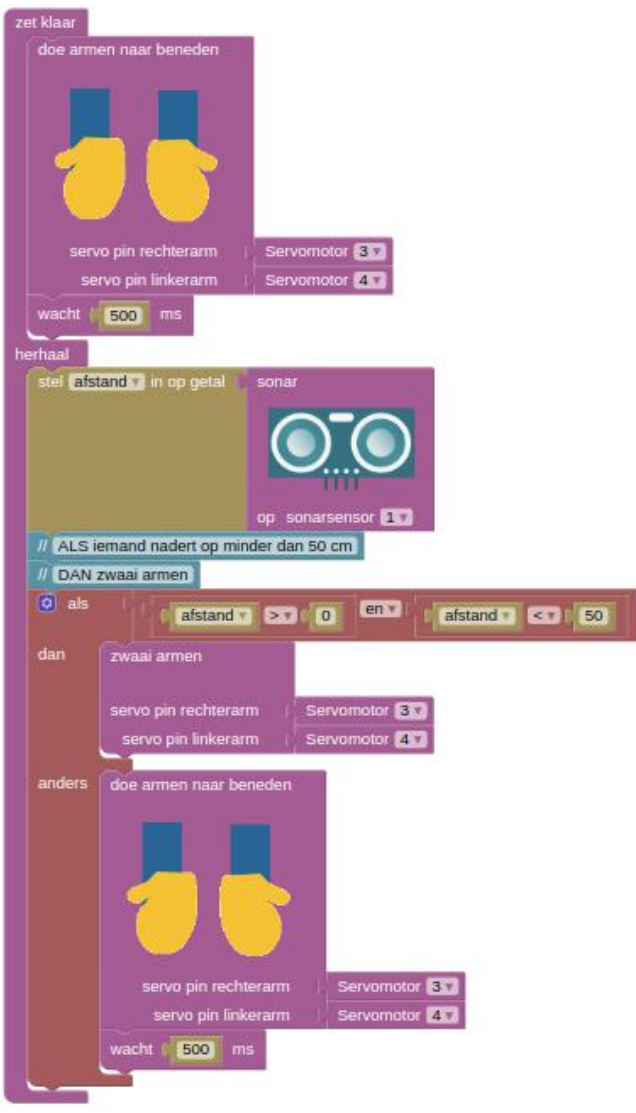 zet klaar
doe armen naar beneden
servo pin rechterarm Servomotor 3
servo pin linkerarm Servomotor 4
wacht 500 ms
herhaal
stel afstand in op getal sonar
op sonarsensor 1
// ALS iemand nadert op minder dan 50 cm
// DAN zwaai armen
als afstand > 0 en afstand < 50
dan zwaai armen
servo pin rechterarm Servomotor 3
servo pin linkerarm Servomotor 4
anders doe armen naar beneden
servo pin rechterarm Servomotor 3
servo pin linkerarm Servomotor 4
wacht 500 ms